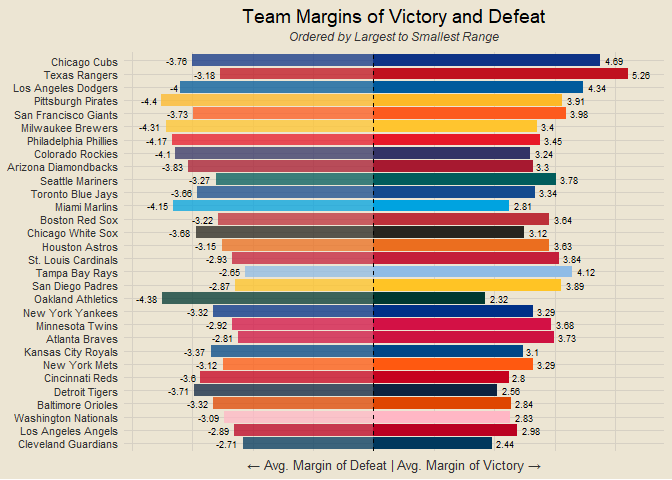 Team Margins of Victory and Defeat
Ordered by Largest to Smallest Range
Chicago Cubs -3.76 4.69
Texas Rangers -3.18 5.26
Los Angeles Dodgers -4 4.34
Pittsburgh Pirates -4.4 3.91
San Francisco Giants -3.73 3.98
Milwaukee Brewers -4.31 3.4
Philadelphia Phillies -4.17 3.45
Colorado Rockies -4.1 3.24
Arizona Diamondbacks -3.83 3.3
Seattle Mariners -3.27 3.78
Toronto Blue Jays -3.66 3.34
Miami Marlins -4.15 2.81
Boston Red Sox -3.22 3.64
Chicago White Sox -3.68 3.12
Houston Astros -3.15 3.63
St. Louis Cardinals -2.93 3.84
Tampa Bay Rays -2.65 4.12
San Diego Padres -2.87 3.89
Oakland Athletics -4.38 2.32
New York Yankees -3.32 3.29
Minnesota Twins -2.92 3.68
Atlanta Braves -2.81 3.73
Kansas City Royals -3.37 3.1
New York Mets -3.12 3.29
Cincinnati Reds -3.6 2.8
Detroit Tigers -3.71 2.56
Baltimore Orioles -3.32 2.84
Washington Nationals -3.09 2.83
Los Angeles Angels -2.89 2.98
Cleveland Guardians -2.71 2.44
← Avg. Margin of Defeat | Avg. Margin of Victory →